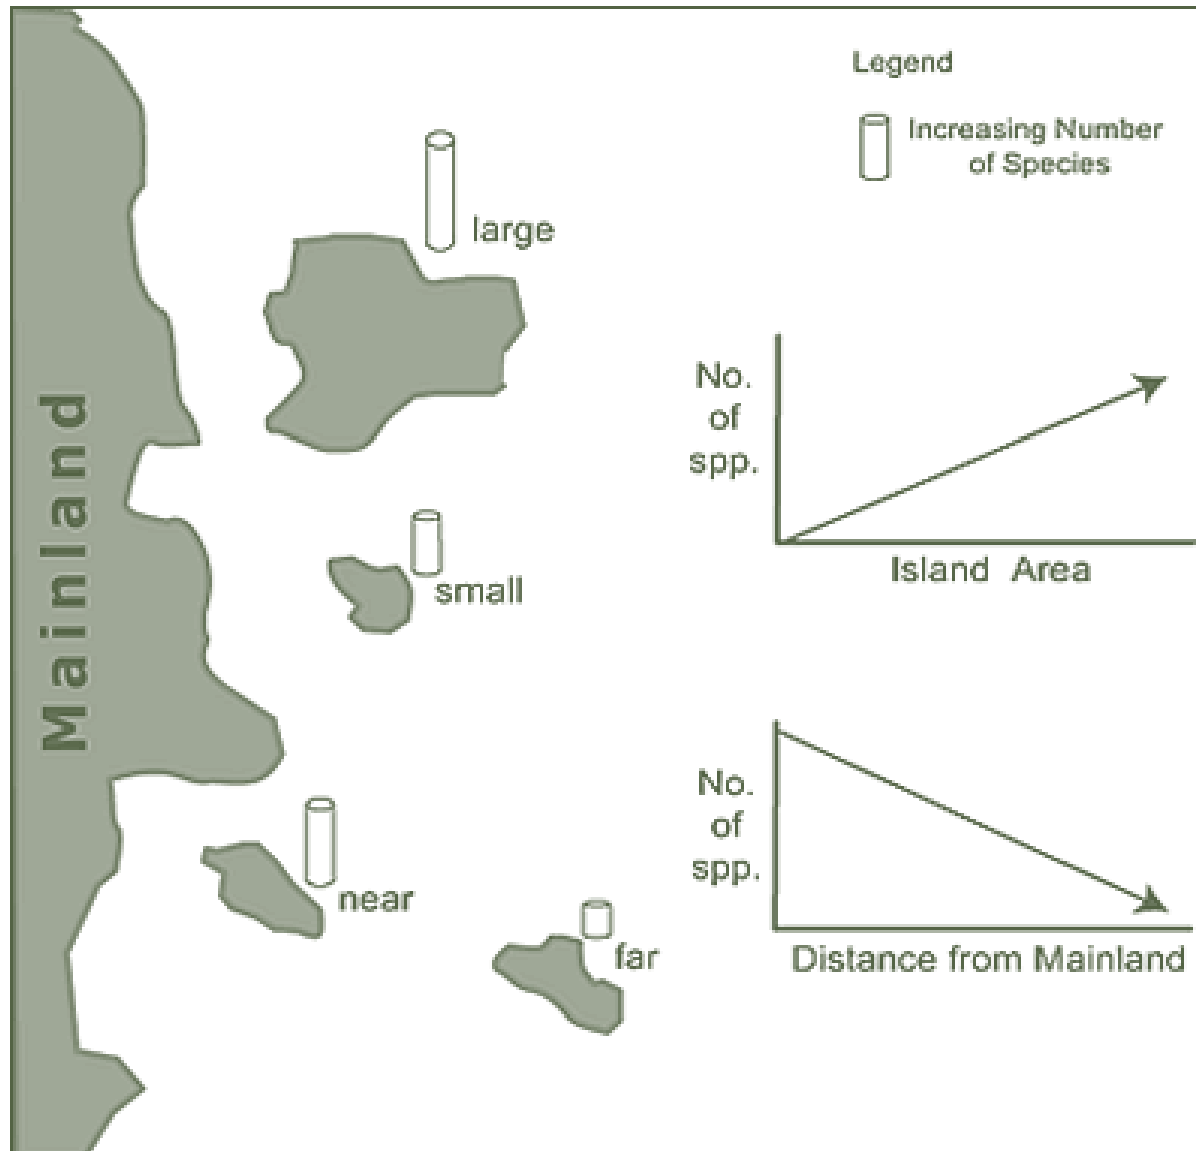 Legend
Increasing Number
of Species
large
Mainland
No.
of
spp.
Island Area
small
No.
of
spp.
near
far
Distance from Mainland